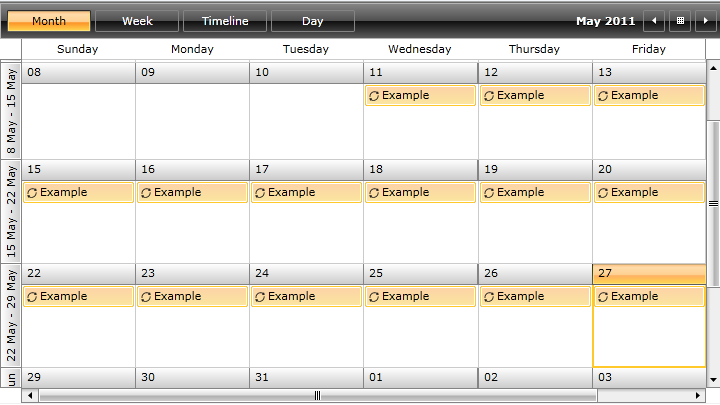 Month Week Timeline Day May 2011
Sunday Monday Tuesday Wednesday Thursday Friday
8 May - 15 May
08 09 10 11 12 13
Example Example Example
15 May - 22 May
15 16 17 18 19 20
Example Example Example Example Example Example
22 May - 29 May
22 23 24 25 26 27
Example Example Example Example Example Example
un
29 30 31 01 02 03